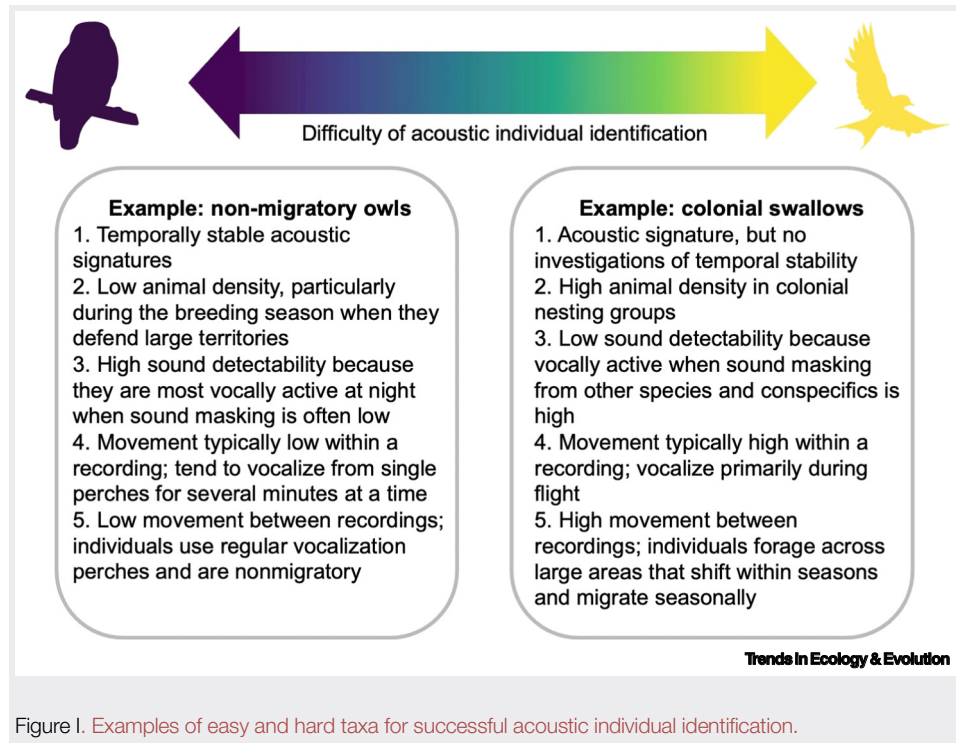 Difficulty of acoustic individual identification
Example: non-migratory owls
1. Temporally stable acoustic
signatures
2. Low animal density, particularly
during the breeding season when they
defend large territories
3. High sound detectability because
they are most vocally active at night
when sound masking is often low
4. Movement typically low within a
recording; tend to vocalize from single
perches for several minutes at a time
5. Low movement between recordings;
individuals use regular vocalization
perches and are nonmigratory
Example: colonial swallows
1. Acoustic signature, but no
investigations of temporal stability
2. High animal density in colonial
nesting groups
3. Low sound detectability because
vocally active when sound masking
from other species and conspecifics is
high
4. Movement typically high within a
recording; vocalize primarily during
flight
5. High movement between
recordings; individuals forage across
large areas that shift within seasons
and migrate seasonally
Trends in Ecology & Evolution
Figure I. Examples of easy and hard taxa for successful acoustic individual identification.